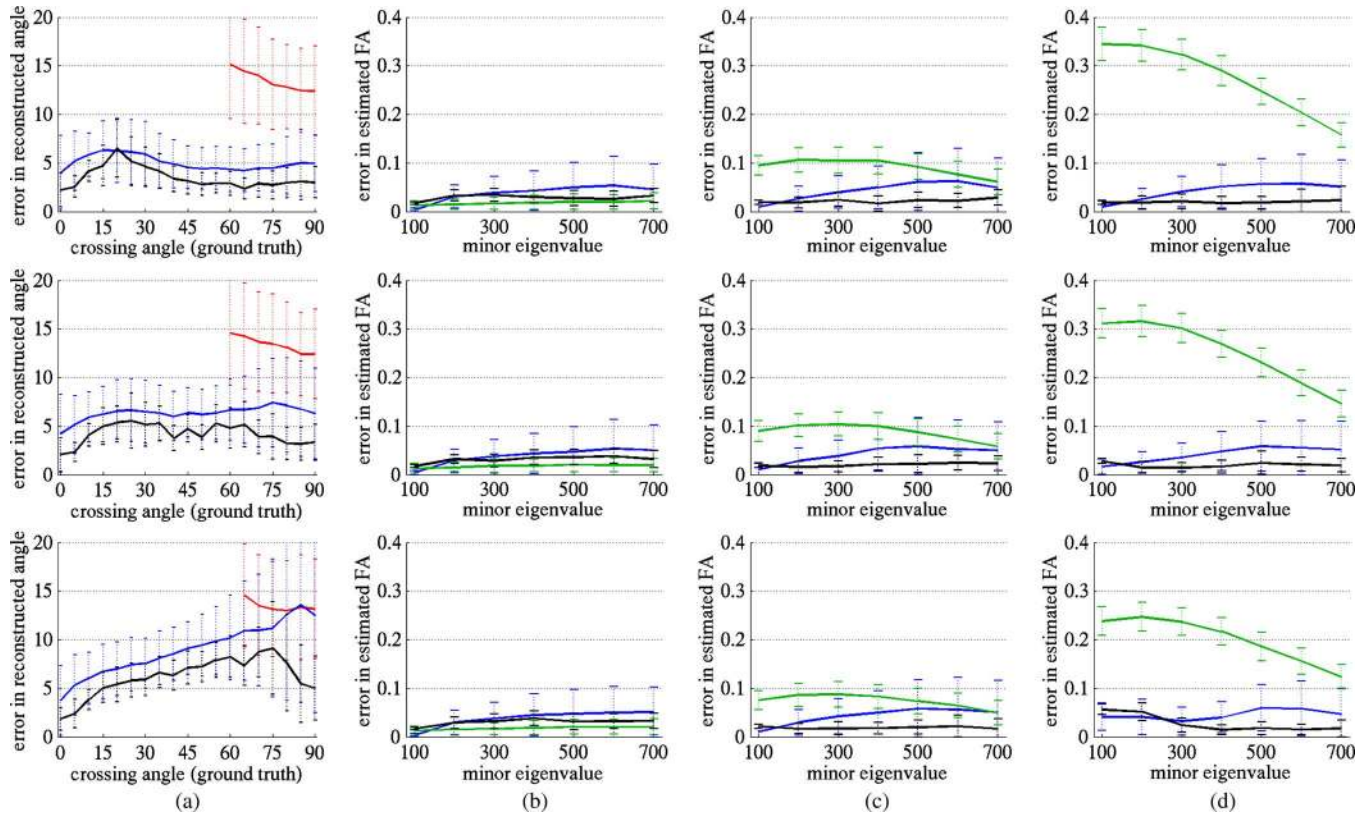 error in reconstructed angle
20
15
10
5
0
0 15 30 45 60 75 90
crossing angle (ground truth)
error in estimated FA
0.4
0.3
0.2
0.1
0
100 300 500 700
minor eigenvalue
error in estimated FA
0.4
0.3
0.2
0.1
0
100 300 500 700
minor eigenvalue
error in estimated FA
0.4
0.3
0.2
0.1
0
100 300 500 700
minor eigenvalue
error in reconstructed angle
20
15
10
5
0
0 15 30 45 60 75 90
crossing angle (ground truth)
error in estimated FA
0.4
0.3
0.2
0.1
0
100 300 500 700
minor eigenvalue
error in estimated FA
0.4
0.3
0.2
0.1
0
100 300 500 700
minor eigenvalue
error in estimated FA
0.4
0.3
0.2
0.1
0
100 300 500 700
minor eigenvalue
error in reconstructed angle
20
15
10
5
0
0 15 30 45 60 75 90
crossing angle (ground truth)
(a)
error in estimated FA
0.4
0.3
0.2
0.1
0
100 300 500 700
minor eigenvalue
(b)
error in estimated FA
0.4
0.3
0.2
0.1
0
100 300 500 700
minor eigenvalue
(c)
error in estimated FA
0.4
0.3
0.2
0.1
0
100 300 500 700
minor eigenvalue
(d)